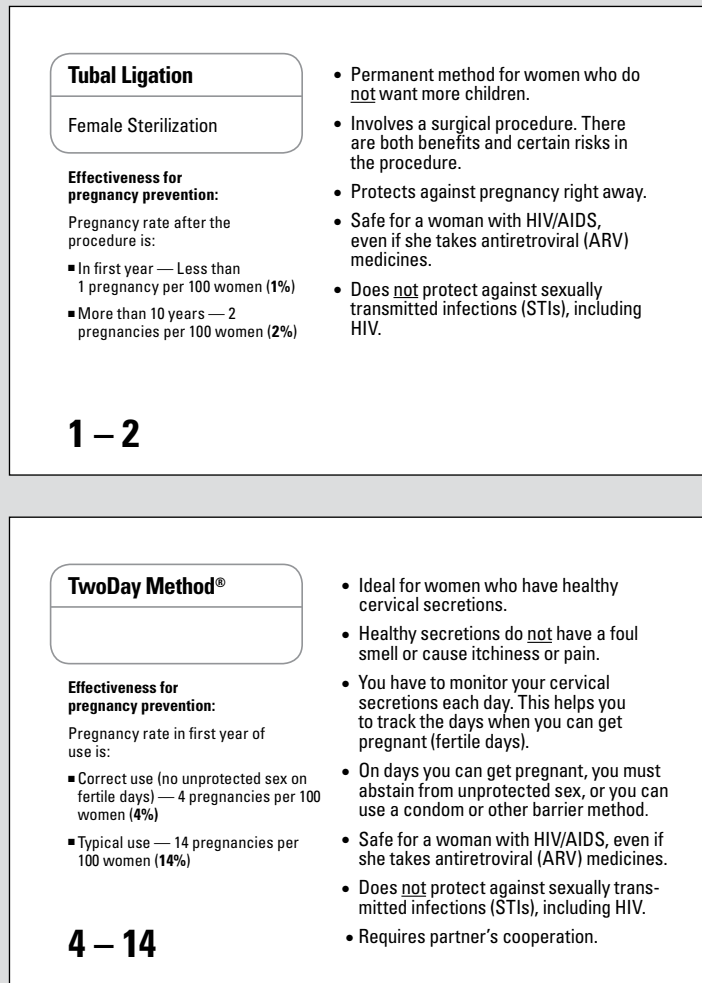 Tubal Ligation
Female Sterilization
Effectiveness for
pregnancy prevention:
Pregnancy rate after the
procedure is:
■ In first year — Less than
1 pregnancy per 100 women (1%)
■ More than 10 years — 2
pregnancies per 100 women (2%)
1 – 2
• Permanent method for women who do
not want more children.
• Involves a surgical procedure. There
are both benefits and certain risks in
the procedure.
• Protects against pregnancy right away.
• Safe for a woman with HIV/AIDS,
even if she takes antiretroviral (ARV)
medicines.
• Does not protect against sexually
transmitted infections (STIs), including
HIV.
TwoDay Method®
Effectiveness for
pregnancy prevention:
Pregnancy rate in first year of
use is:
■ Correct use (no unprotected sex on
fertile days) — 4 pregnancies per 100
women (4%)
■ Typical use — 14 pregnancies per
100 women (14%)
4 – 14
• Ideal for women who have healthy
cervical secretions.
• Healthy secretions do not have a foul
smell or cause itchiness or pain.
• You have to monitor your cervical
secretions each day. This helps you
to track the days when you can get
pregnant (fertile days).
• On days you can get pregnant, you must
abstain from unprotected sex, or you can
use a condom or other barrier method.
• Safe for a woman with HIV/AIDS, even if
she takes antiretroviral (ARV) medicines.
• Does not protect against sexually trans-
mitted infections (STIs), including HIV.
• Requires partner's cooperation.